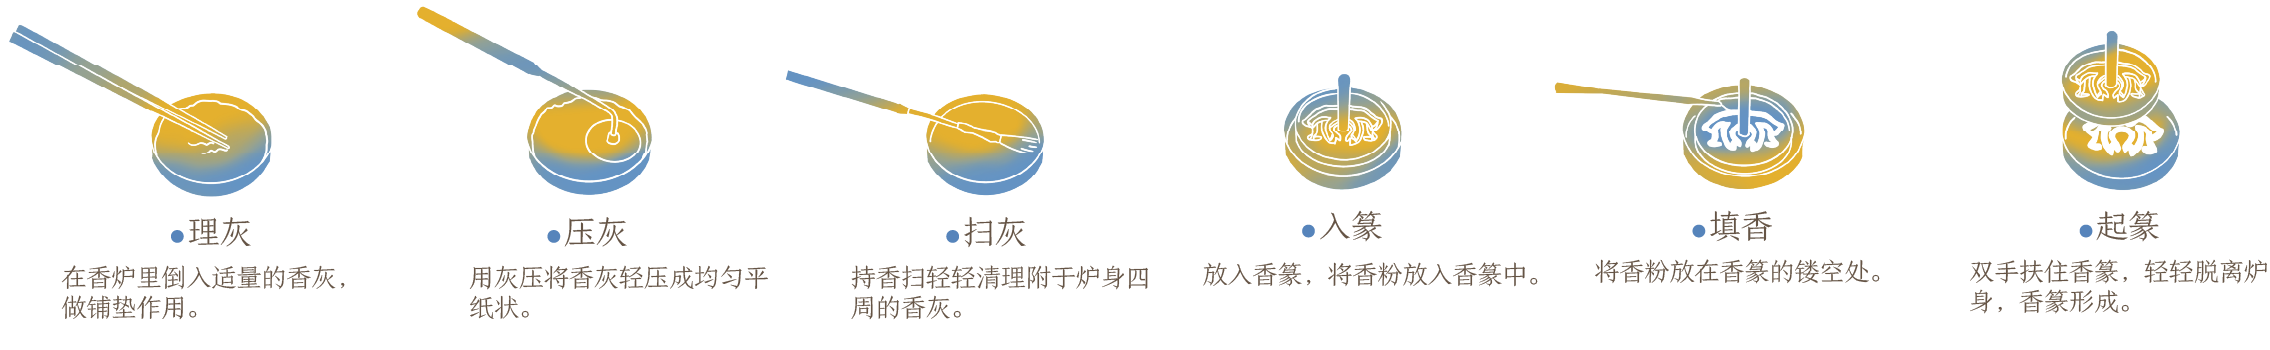 •理灰
在香炉里倒入适量的香灰，
做铺垫作用。
•压灰
用灰压将香灰轻压成均匀平
纸状。
•扫灰
持香扫轻轻清理附于炉身四
周的香灰。
•入篆
放入香篆，将香粉放入香篆中。
•填香
将香粉放在香篆的镂空处。
•起篆
双手扶住香篆，轻轻脱离炉
身，香篆形成。